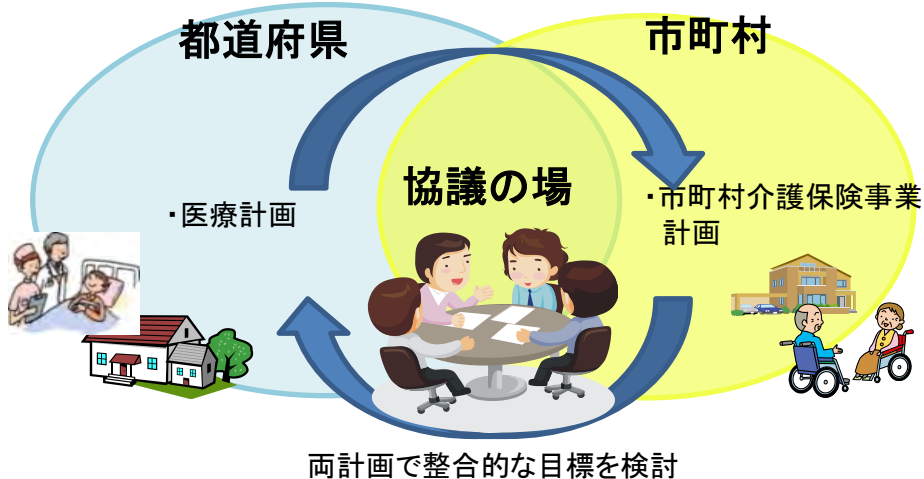 都道府県
市町村
協議の場
・医療計画
・市町村介護保険事業
計画
両計画で整合的な目標を検討